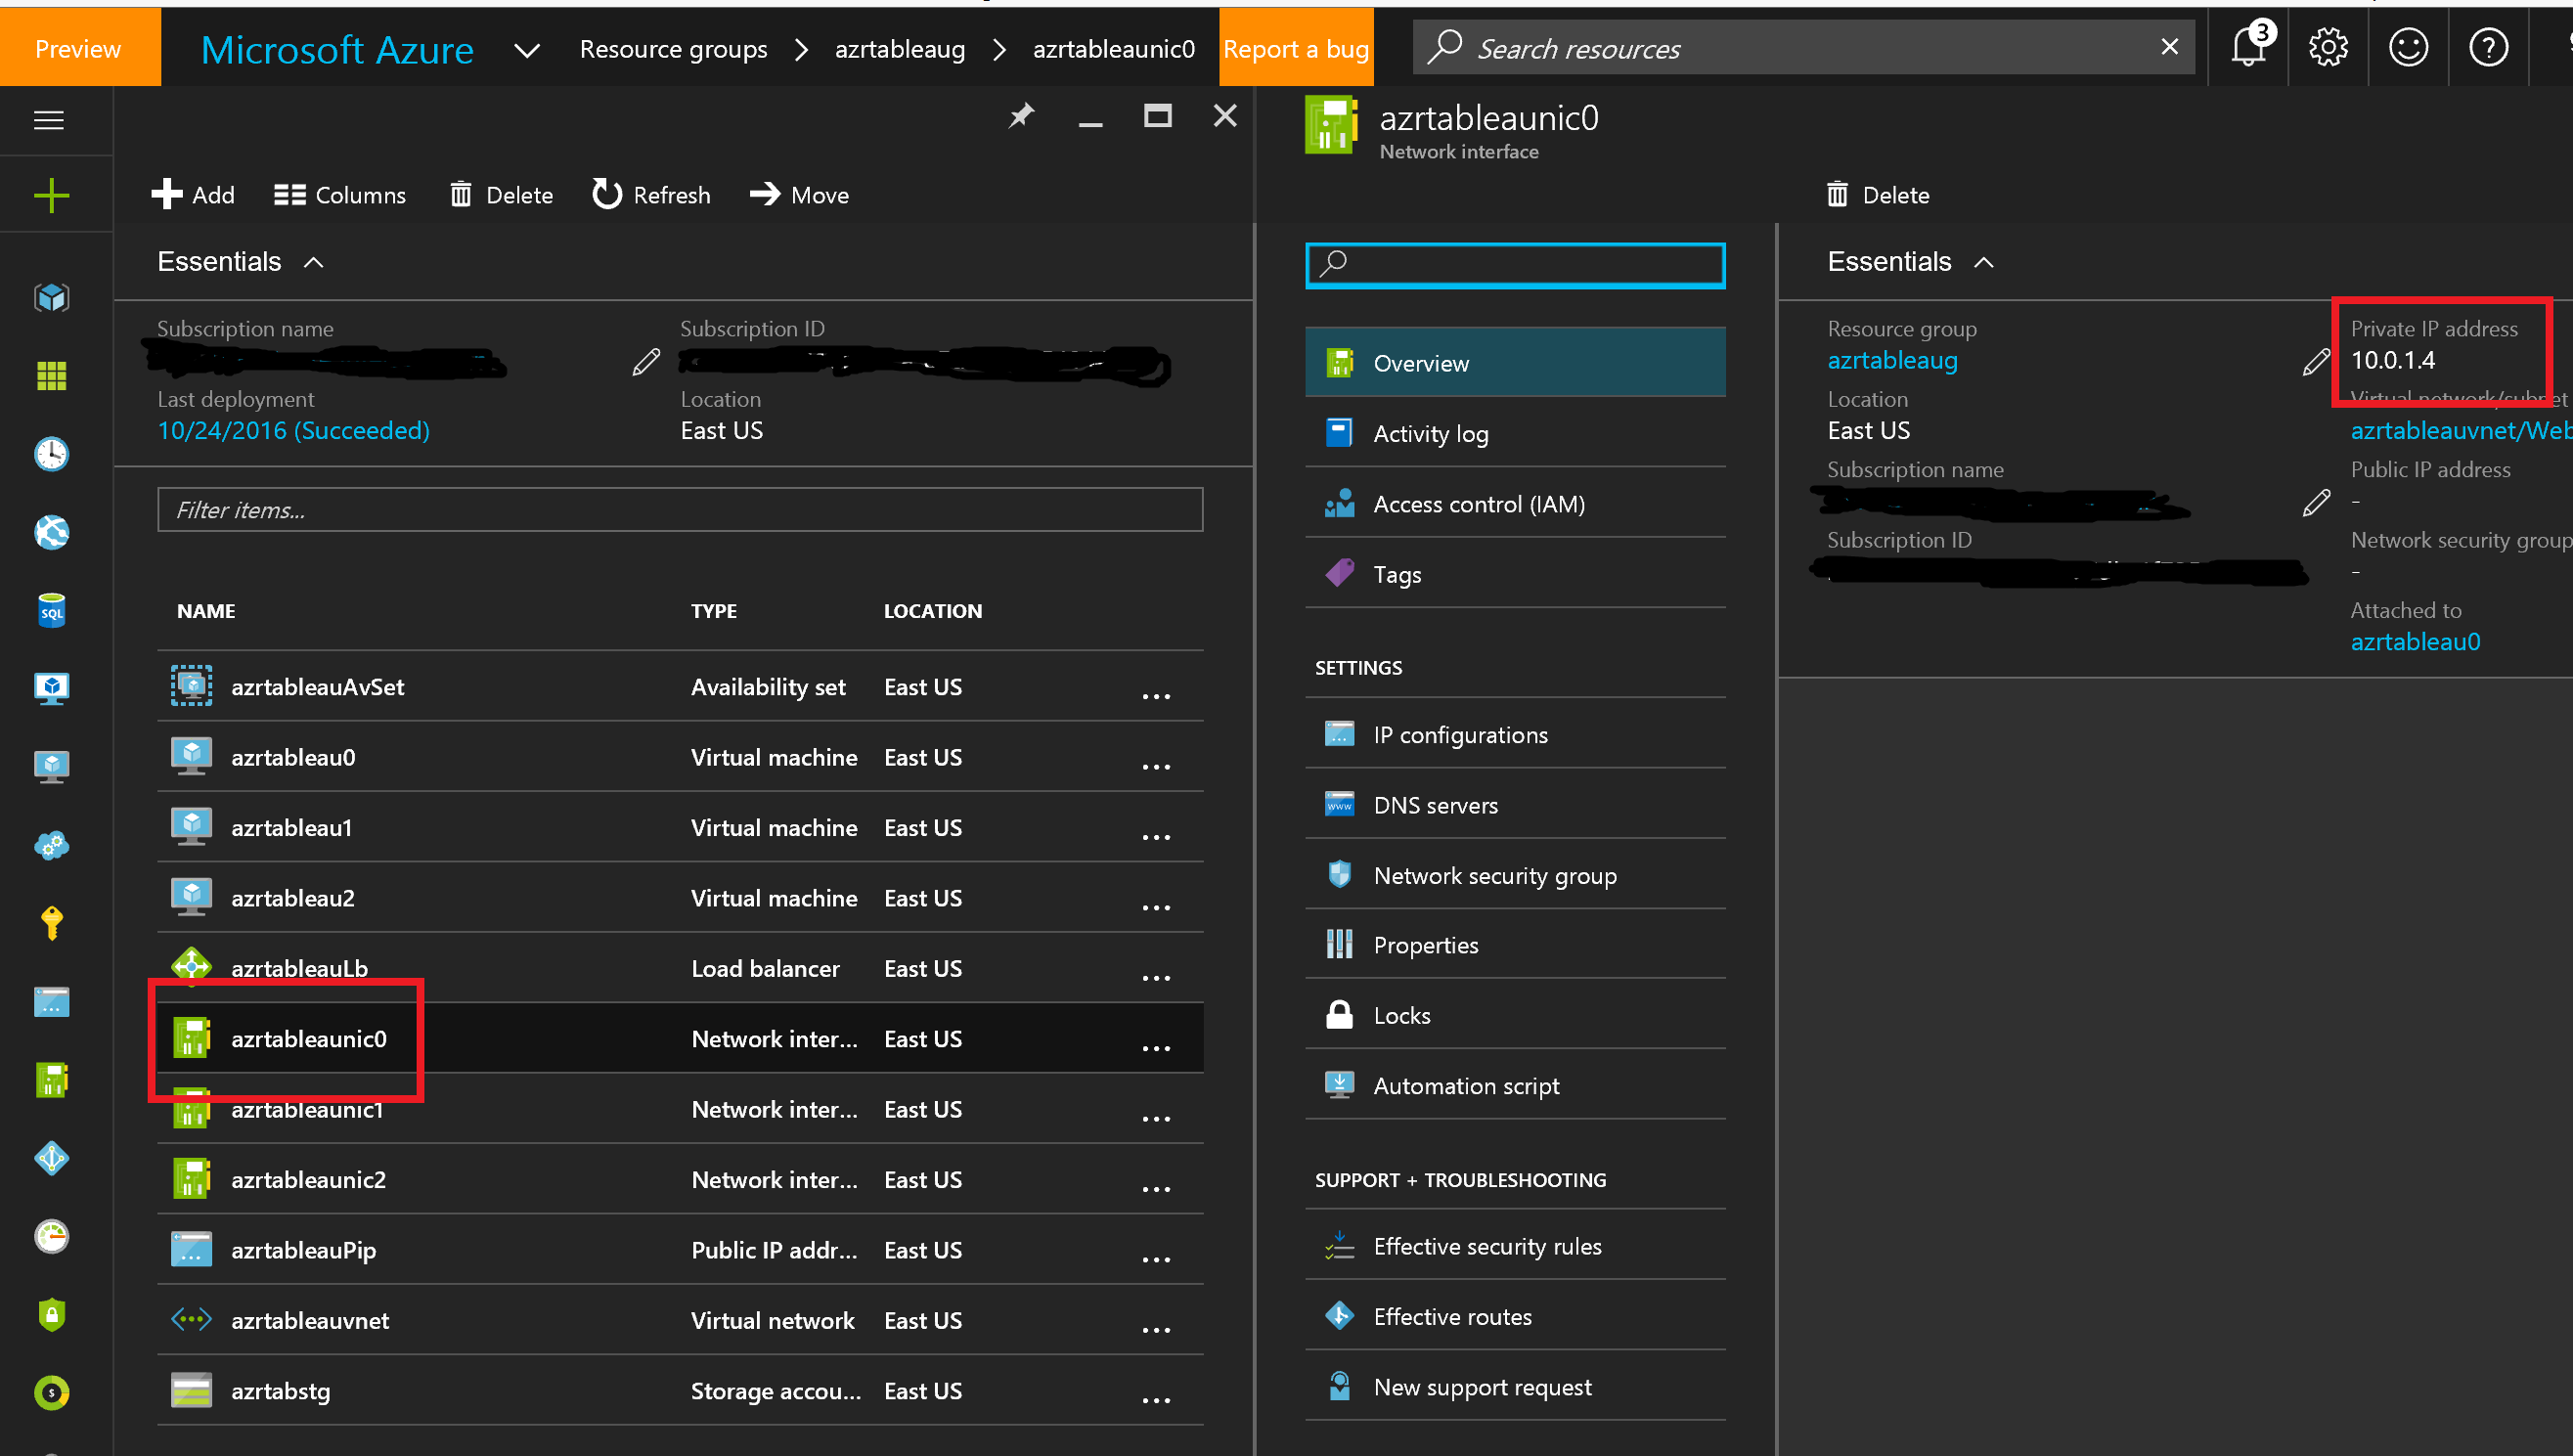 Preview
Microsoft Azure
Resource groups > azrtableaug > azrtableaunic0
Report a bug
Search resources
3
Add
Columns
Delete
Refresh
Move
Essentials
Subscription name
Subscription ID
Last deployment
10/24/2016 (Succeeded)
Location
East US
Filter items...
NAME TYPE LOCATION
azrtableauAvSet Availability set East US ...
azrtableau0 Virtual machine East US ...
azrtableau1 Virtual machine East US ...
azrtableau2 Virtual machine East US ...
azrtableauLb Load balancer East US ...
azrtableaunic0 Network inter... East US ...
azrtableaunic1 Network inter... East US ...
azrtableaunic2 Network inter... East US ...
azrtableauPip Public IP addr... East US ...
azrtableauvnet Virtual network East US ...
azrtabstg Storage accou... East US ...
azrtableaunic0
Network interface
Overview
Activity log
Access control (IAM)
Tags
SETTINGS
IP configurations
DNS servers
Network security group
Properties
Locks
Automation script
SUPPORT + TROUBLESHOOTING
Effective security rules
Effective routes
New support request
Delete
Essentials
Resource group
azrtableaug
Location
East US
Subscription name
Subscription ID
Private IP address
10.0.1.4
Virtual network/subnet
azrtableauvnet/Web
Public IP address
-
Network security group
-
Attached to
azrtableau0
SQL
www